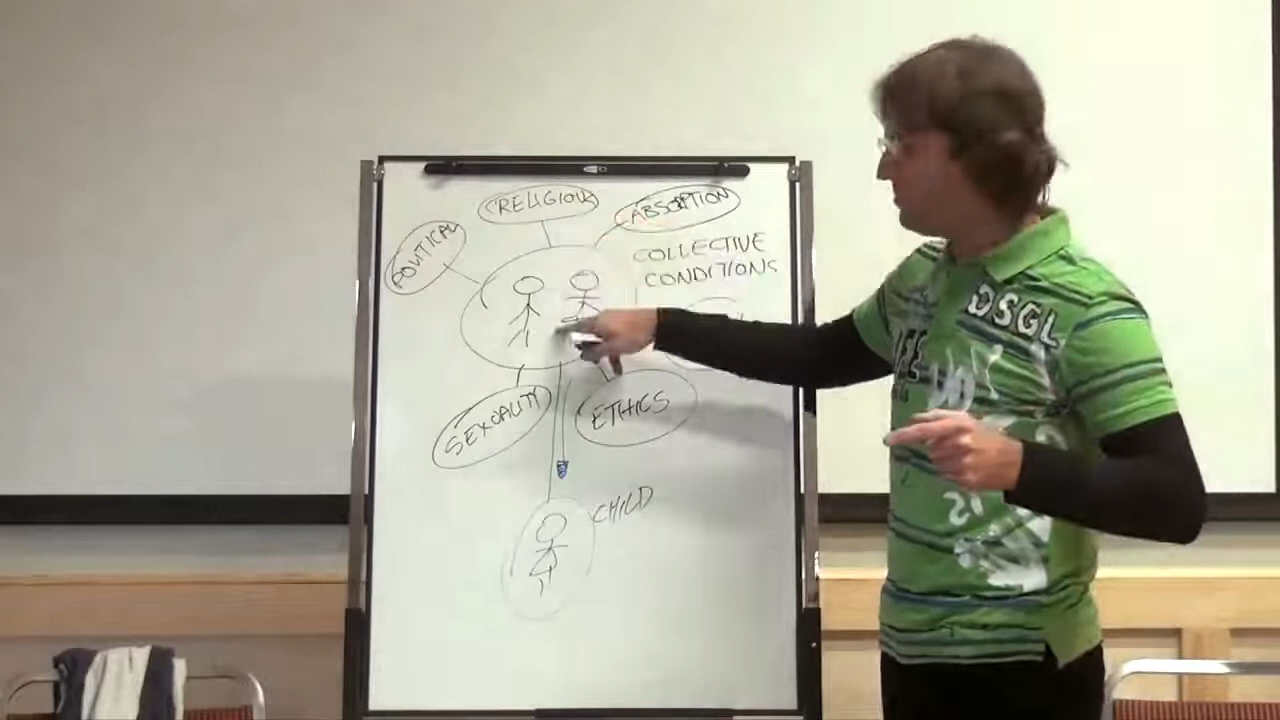 RELIGIOUS
ABSORPTION
POLITICAL
COLLECTIVE
CONDITIONS
SEXUALITY
ETHICS
CHILD
DSGL